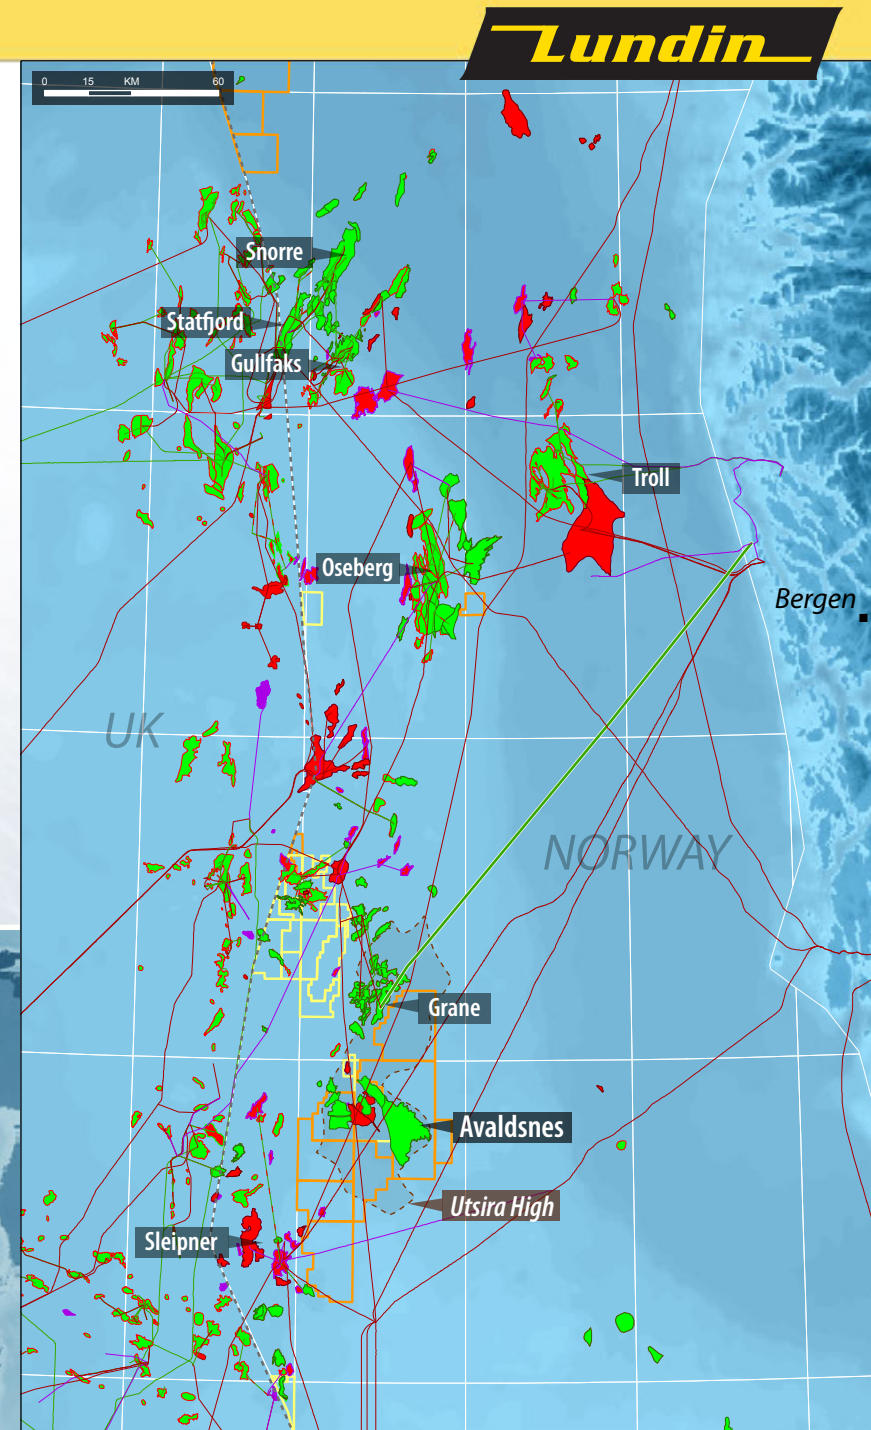 Lundin
0 15 KM 60
Snorre
Statfjord
Gullfaks
Troll
Oseberg
Bergen
UK
NORWAY
Grane
Avaldsnes
Utsira High
Sleipner